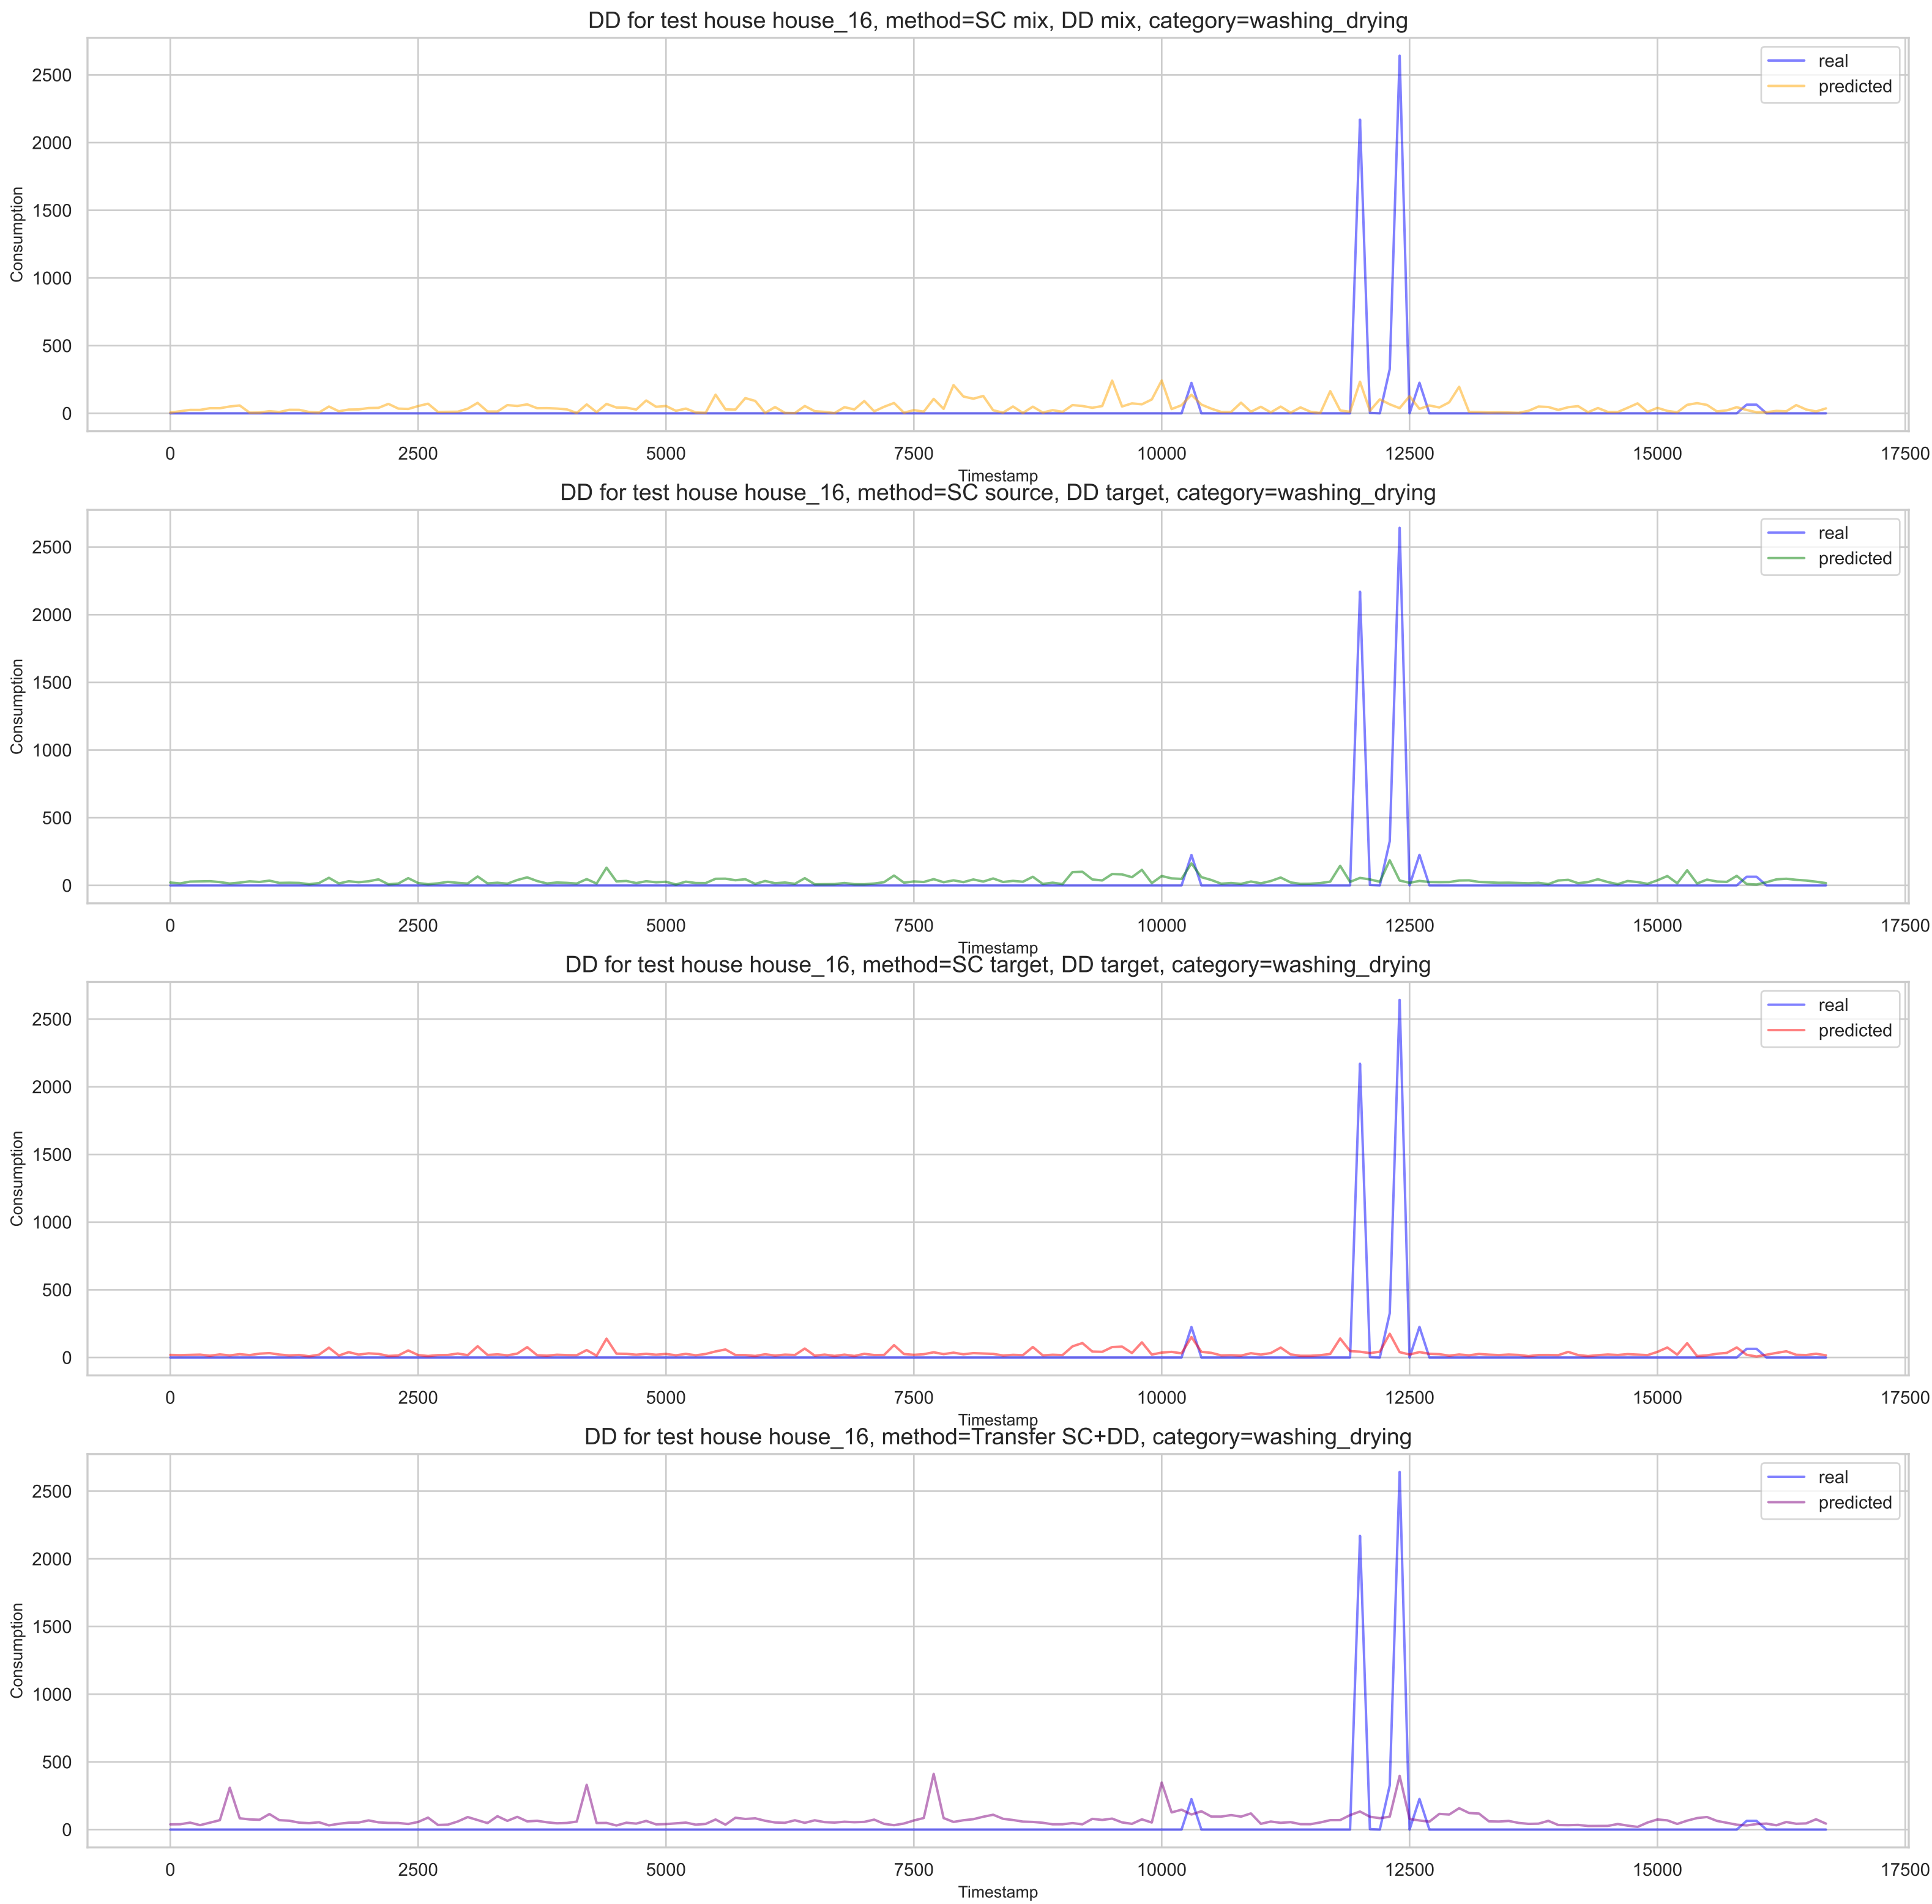 DD for test house house_16, method=SC mix, DD mix, category=washing_drying
real
predicted
2500
2000
1500
1000
500
0
Consumption
0 2500 5000 7500 10000 12500 15000 17500
Timestamp
DD for test house house_16, method=SC source, DD target, category=washing_drying
real
predicted
2500
2000
1500
1000
500
0
Consumption
0 2500 5000 7500 10000 12500 15000 17500
Timestamp
DD for test house house_16, method=SC target, DD target, category=washing_drying
real
predicted
2500
2000
1500
1000
500
0
Consumption
0 2500 5000 7500 10000 12500 15000 17500
Timestamp
DD for test house house_16, method=Transfer SC+DD, category=washing_drying
real
predicted
2500
2000
1500
1000
500
0
Consumption
0 2500 5000 7500 10000 12500 15000 17500
Timestamp